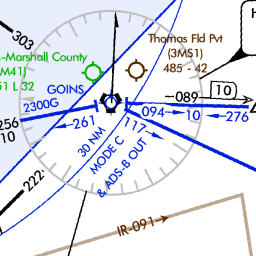 303
H
-Marshall County
M41)
51 L 32
Thomas Fld Pvt
(3MS1)
485 - 42
GOINS
2300G
256
10
261
089
10
094
10
276
117
30 NM
MODE C
& ADS-B OUT
222
IR-091